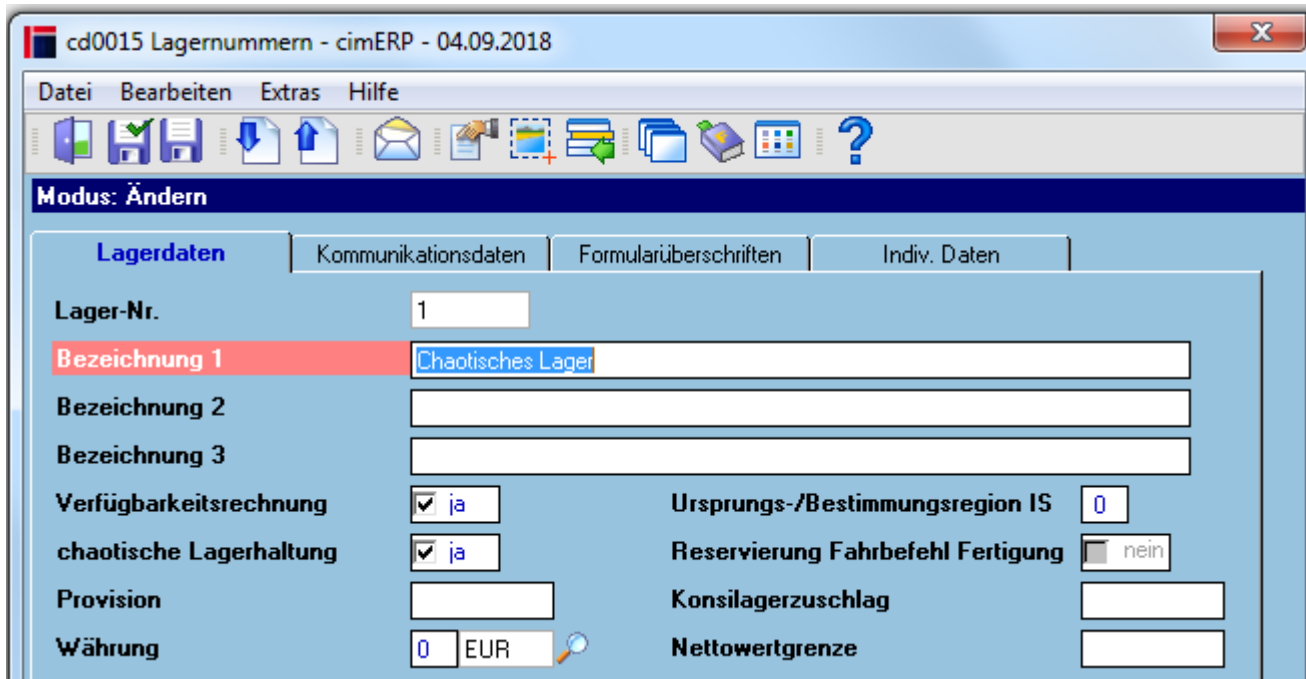 cd0015 Lagernummern - cimERP - 04.09.2018
Datei Bearbeiten Extras Hilfe
Modus: Ändern
Lagerdaten Kommunikationsdaten Formularüberschriften Indiv. Daten
Lager-Nr. 1
Bezeichnung 1 Chaotisches Lager
Bezeichnung 2
Bezeichnung 3
Verfügbarkeitsrechnung ja Ursprungs-/Bestimmungsregion IS 0
chaotische Lagerhaltung ja Reservierung Fahrbefehl Fertigung nein
Provision Konsilagerzuschlag
Währung 0 EUR Nettowertgrenze